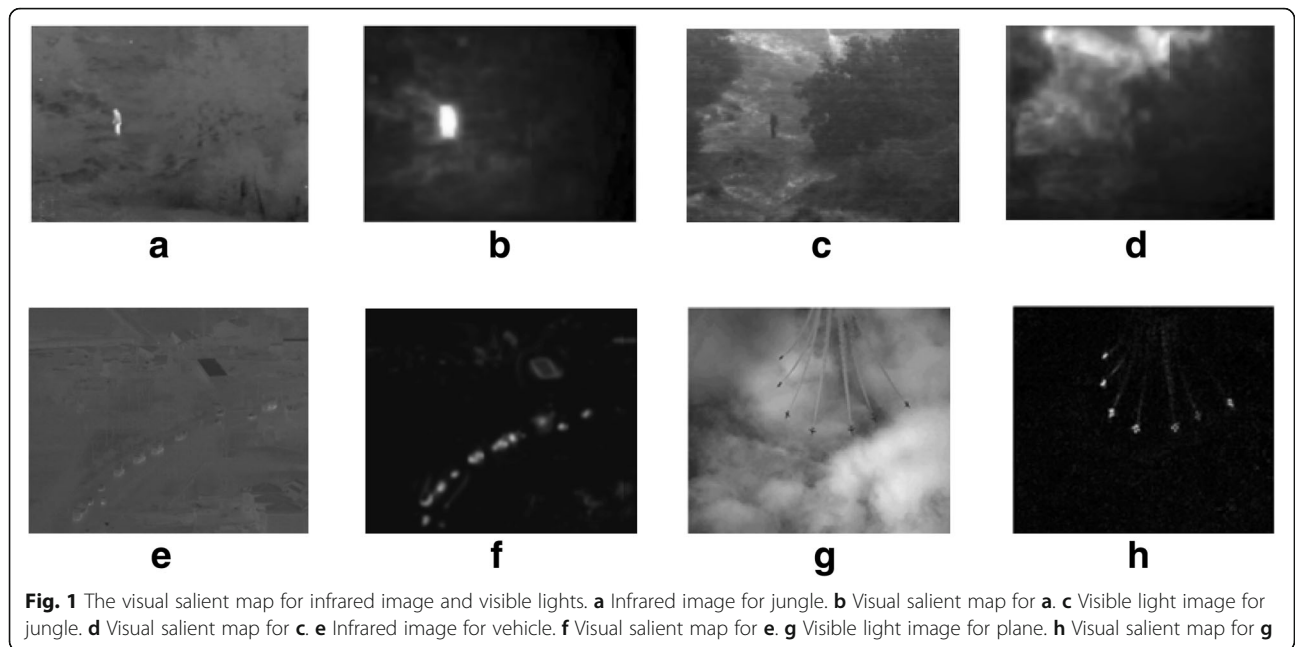 a b c d
e f g h
Fig. 1 The visual salient map for infrared image and visible lights. a Infrared image for jungle. b Visual salient map for a. c Visible light image for
jungle. d Visual salient map for c. e Infrared image for vehicle. f Visual salient map for e. g Visible light image for plane. h Visual salient map for g